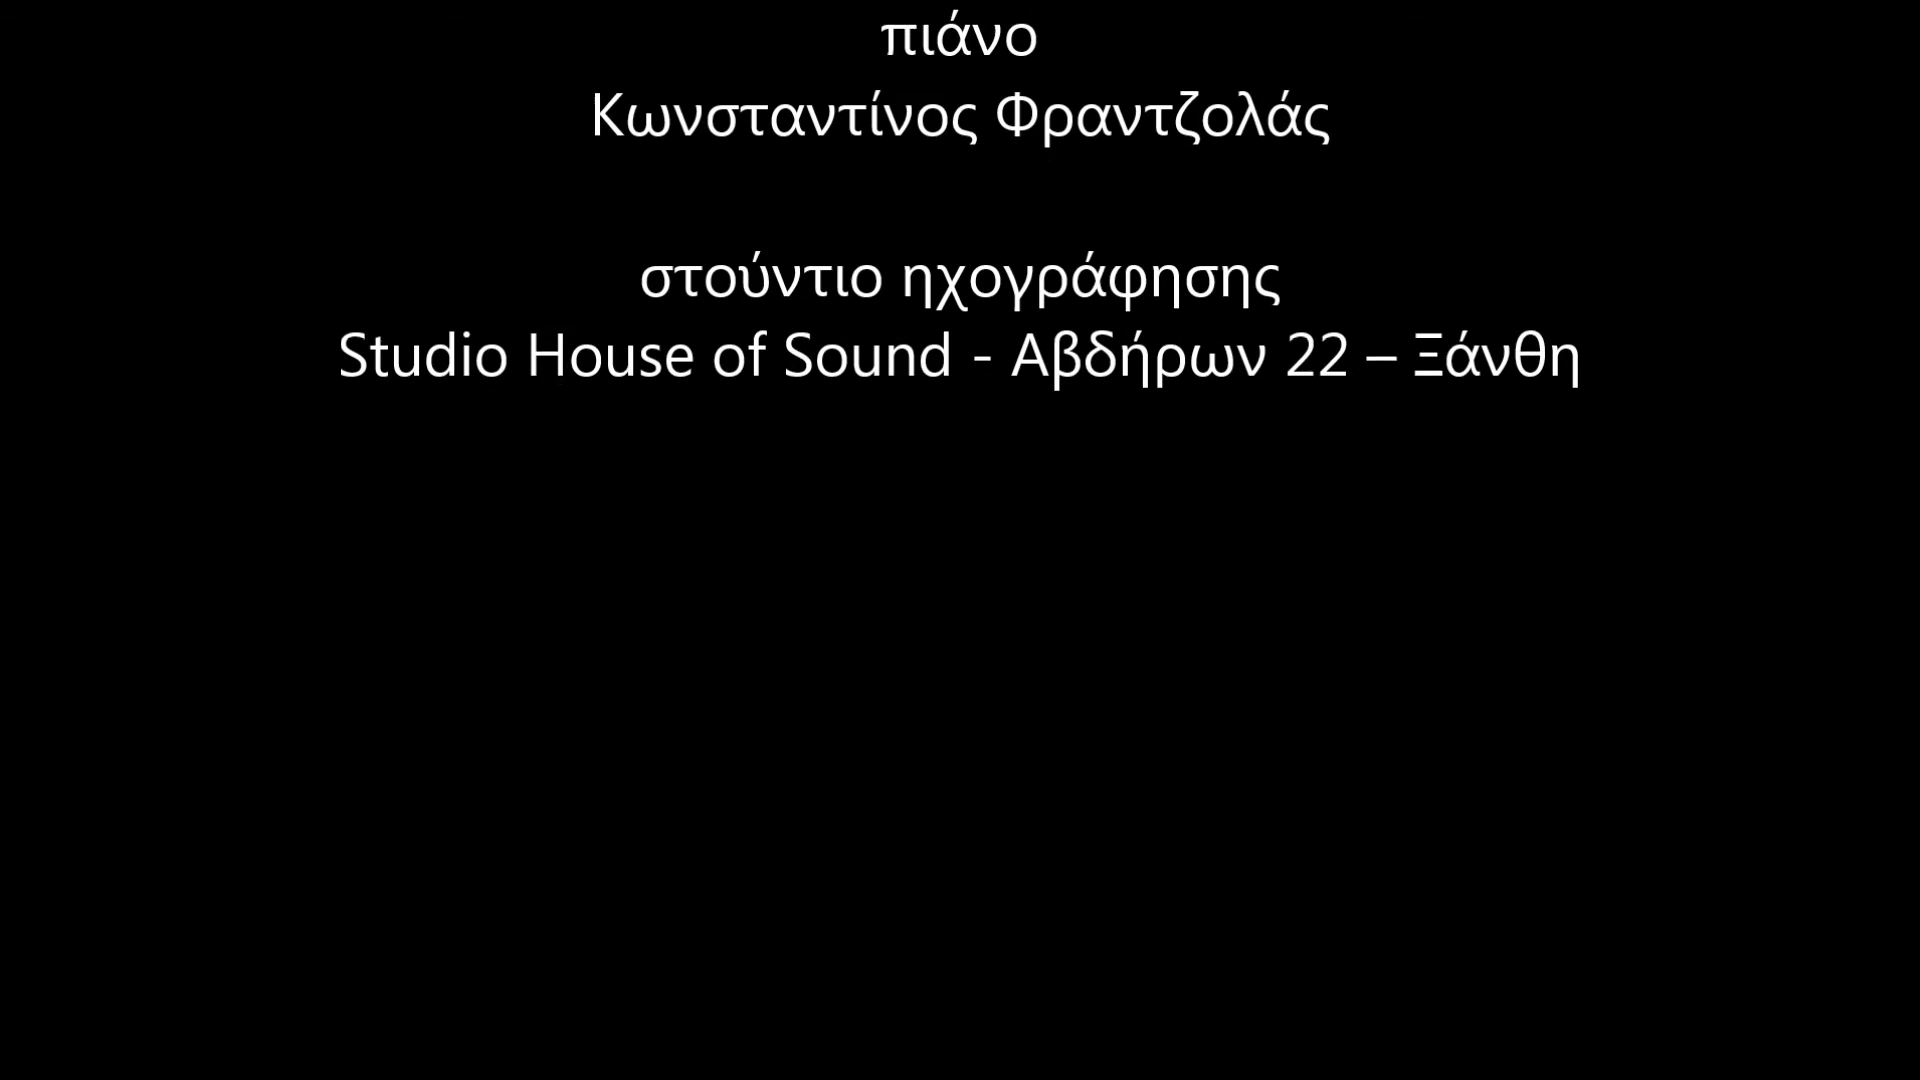 πιάνο
Κωνσταντίνος Φραντζολάς
στούντιο ηχογράφησης
Studio House of Sound - Αβδήρων 22 – Ξάνθη